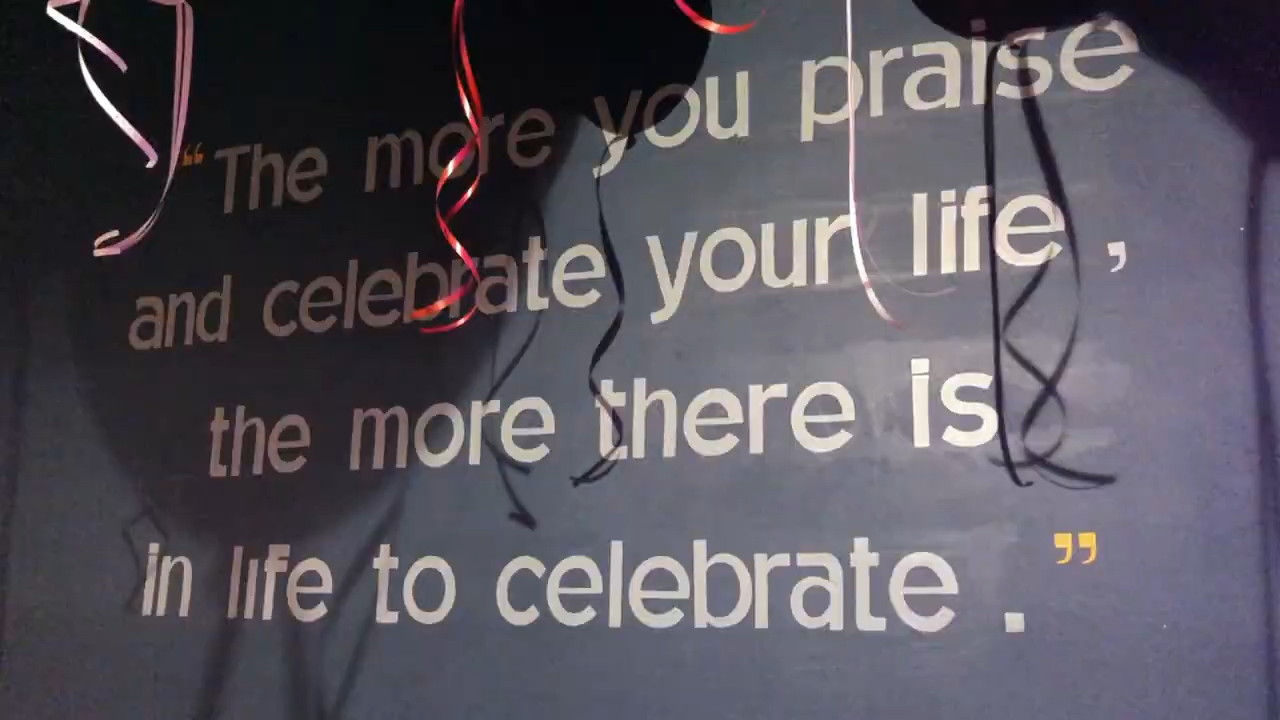 “The more you praise
and celebrate your life ,
the more there is
in life to celebrate . ”